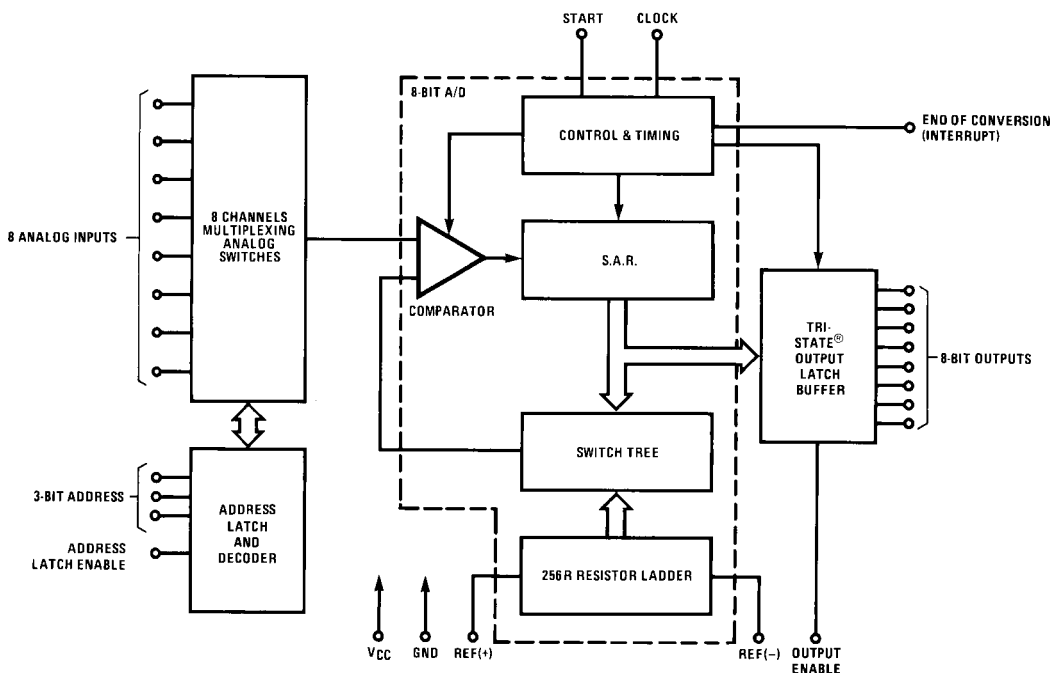 START
CLOCK
8-BIT A/D
CONTROL & TIMING
END OF CONVERSION
(INTERRUPT)
8 ANALOG INPUTS
8 CHANNELS
MULTIPLEXING
ANALOG
SWITCHES
COMPARATOR
S.A.R.
TRI-
STATE®
OUTPUT
LATCH
BUFFER
8-BIT OUTPUTS
SWITCH TREE
3-BIT ADDRESS
ADDRESS
LATCH ENABLE
ADDRESS
LATCH
AND
DECODER
256R RESISTOR LADDER
VCC
GND
REF(+)
REF(−)
OUTPUT
ENABLE